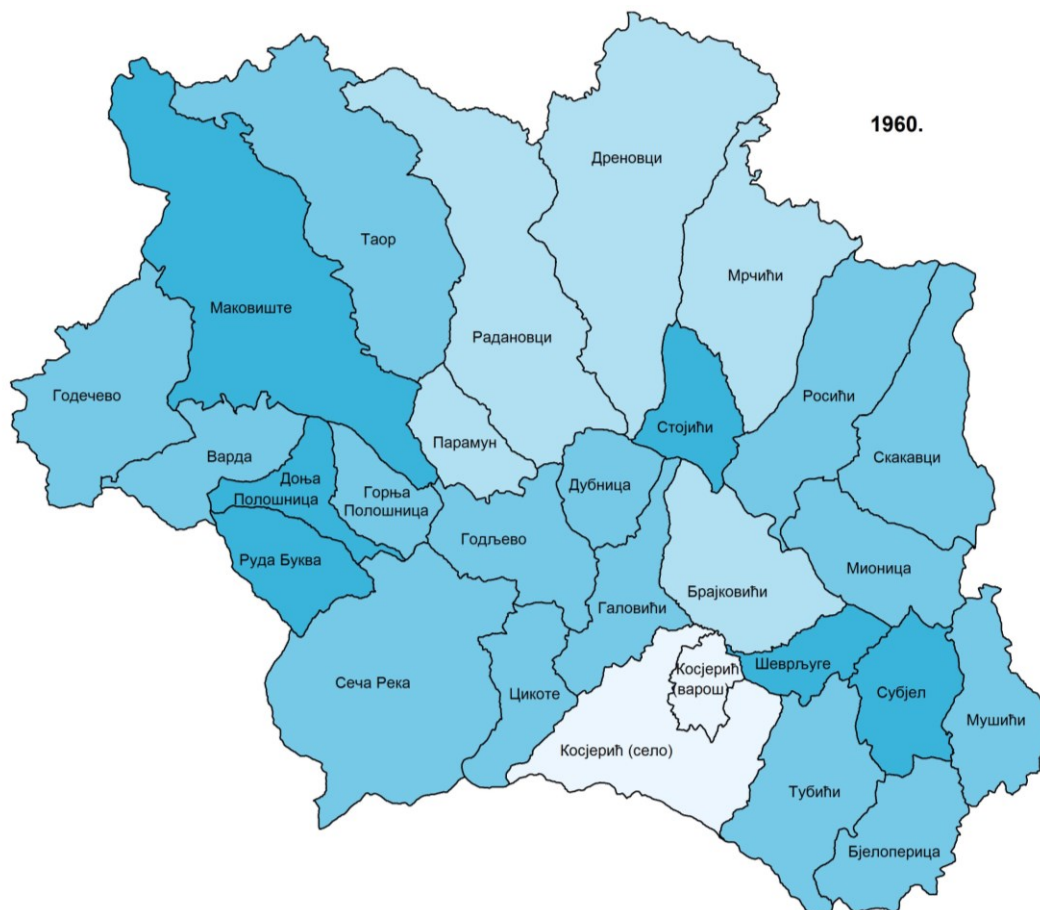 1960.
Дреновци
Таор
Мрчићи
Маковиште
Радановци
Годечево
Росићи
Стојићи
Парамун
Скакавци
Варда
Доња
Полошница
Горња
Полошница
Дубница
Годљево
Руда Буква
Мионица
Брајковићи
Галовићи
Шеврљуге
Косјерић
(варош)
Сеча Река
Цикоте
Субјел
Мушићи
Косјерић (село)
Тубићи
Бјелоперица